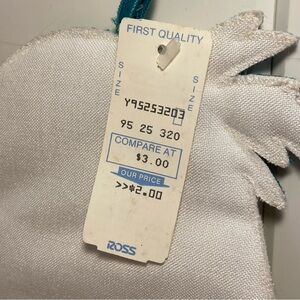 FIRST QUALITY
SIZE
SIZE
Y95253203
95 25 320
COMPARE AT
$3.00
OUR PRICE
>>$2.00
ROSS